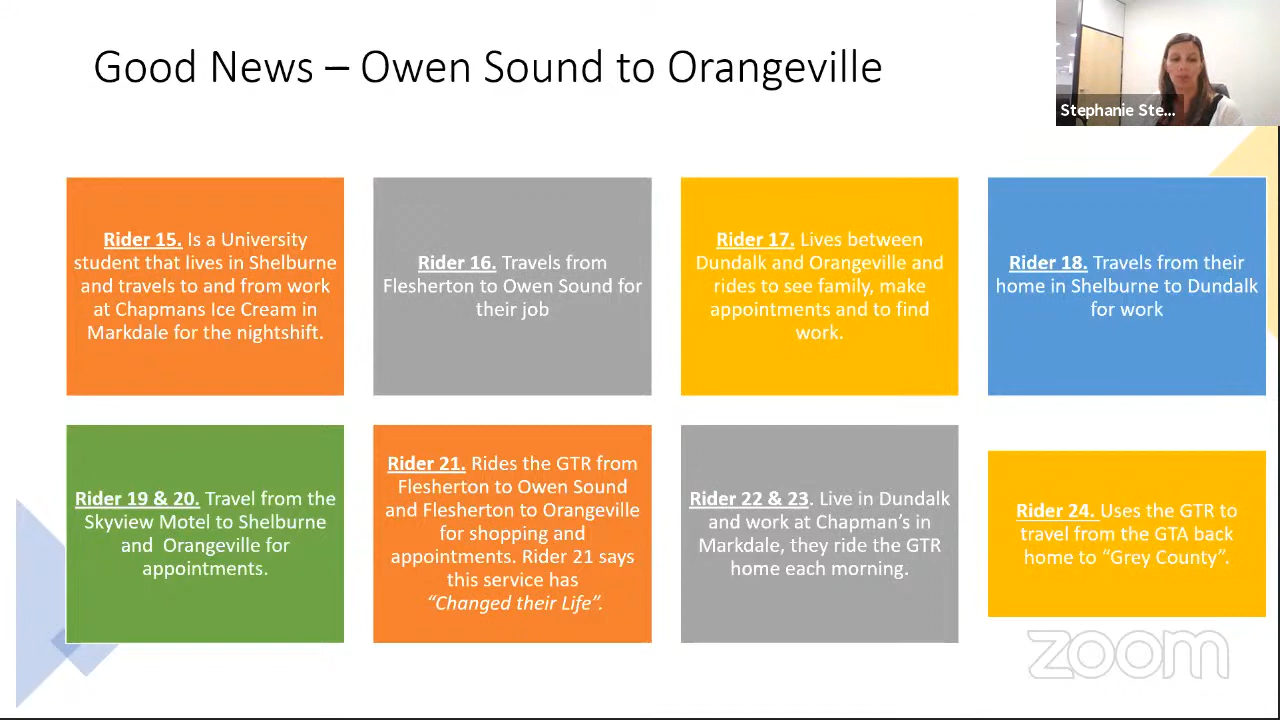 Good News – Owen Sound to Orangeville
Stephanie Ste...
Rider 15. Is a University
student that lives in Shelburne
and travels to and from work
at Chapmans Ice Cream in
Markdale for the nightshift.
Rider 16. Travels from
Flesherton to Owen Sound for
their job
Rider 17. Lives between
Dundalk and Orangeville and
rides to see family, make
appointments and to find
work.
Rider 18. Travels from their
home in Shelburne to Dundalk
for work
Rider 19 & 20. Travel from the
Skyview Motel to Shelburne
and Orangeville for
appointments.
Rider 21. Rides the GTR from
Flesherton to Owen Sound
and Flesherton to Orangeville
for shopping and
appointments. Rider 21 says
this service has
“Changed their Life”.
Rider 22 & 23. Live in Dundalk
and work at Chapman’s in
Markdale, they ride the GTR
home each morning.
Rider 24. Uses the GTR to
travel from the GTA back
home to “Grey County”.
zoom